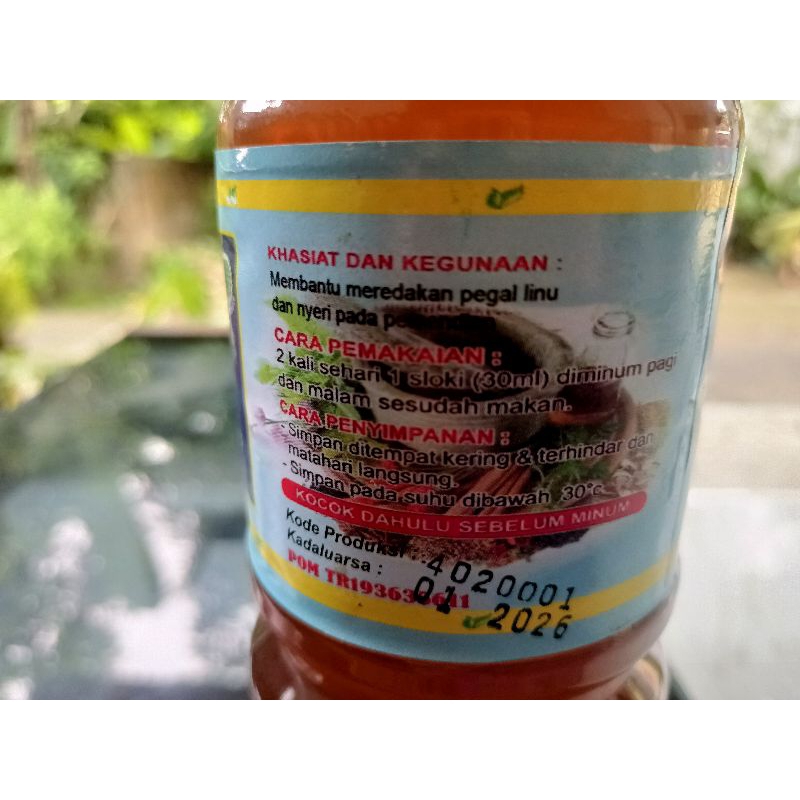 KHASIAT DAN KEGUNAAN :
Membantu meredakan pegal linu
dan nyeri pada
CARA PEMAKAIAN :
2 kali sehari 1 sloki (30ml) diminum pagi
dan malam sesudah makan.
CARA PENYIMPANAN :
- Simpan ditempat kering & terhindar dari
matahari langsung.
- Simpan pada suhu dibawah 30°c
KOCOK DAHULU SEBELUM MINUM
Kode Produksi : 4020001
Kadaluarsa : 01 2026
POM